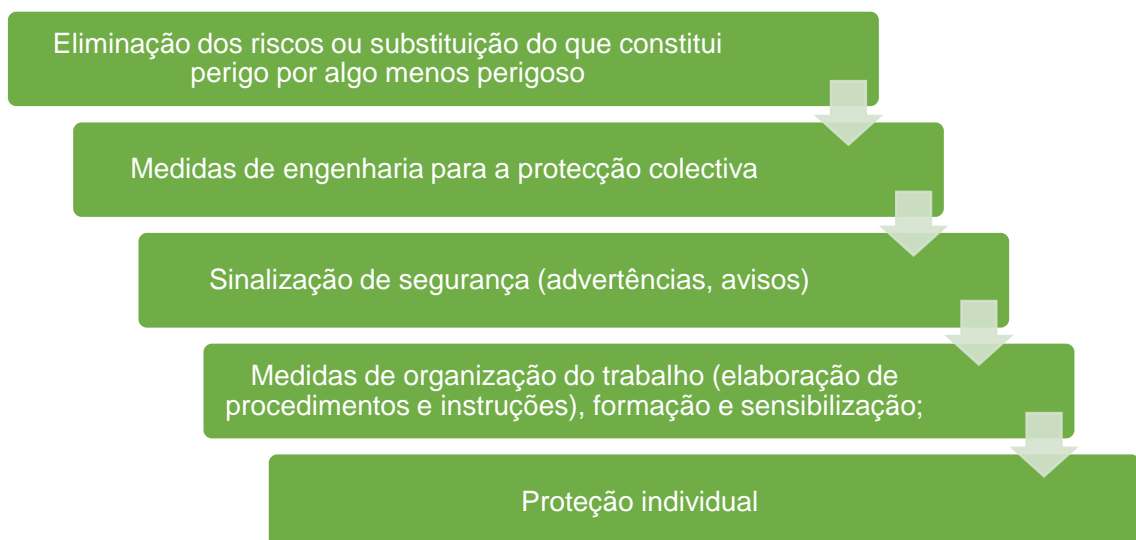 Eliminação dos riscos ou substituição do que constitui
perigo por algo menos perigoso
Medidas de engenharia para a protecção colectiva
Sinalização de segurança (advertências, avisos)
Medidas de organização do trabalho (elaboração de
procedimentos e instruções), formação e sensibilização;
Proteção individual